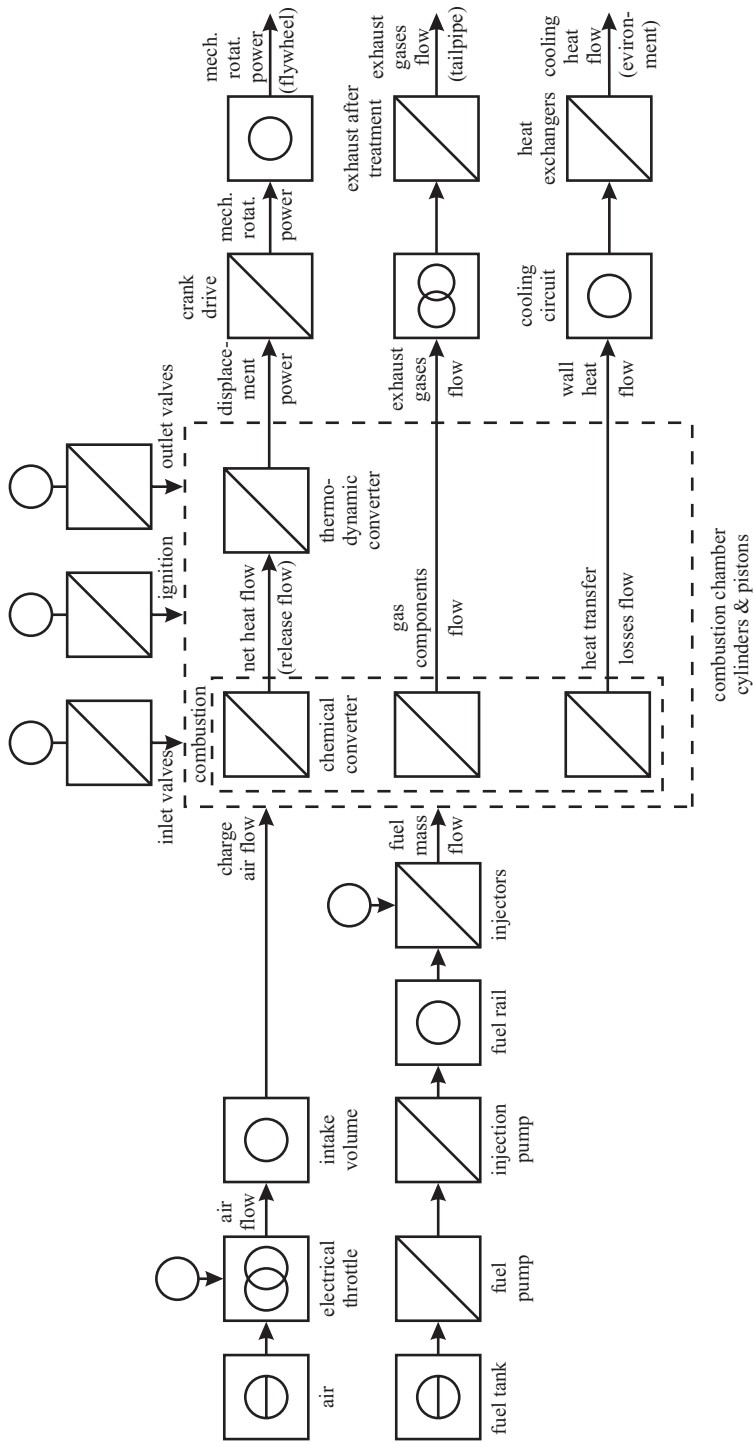 inlet valves
ignition
outlet valves
air
electrical
throttle
air
flow
intake
volume
charge
air flow
combustion
chemical
converter
net heat flow
(release flow)
thermo-
dynamic
converter
displace-
ment
power
crank
drive
mech.
rotat.
power
mech.
rotat.
power
(flywheel)
fuel tank
fuel
pump
injection
pump
fuel rail
injectors
fuel
mass
flow
gas
components
flow
exhaust
gases
flow
exhaust after
treatment
exhaust
gases
flow
(tailpipe)
heat transfer
losses flow
wall
heat
flow
cooling
circuit
heat
exchangers
cooling
heat
flow
(eviron-
ment)
combustion chamber
cylinders & pistons